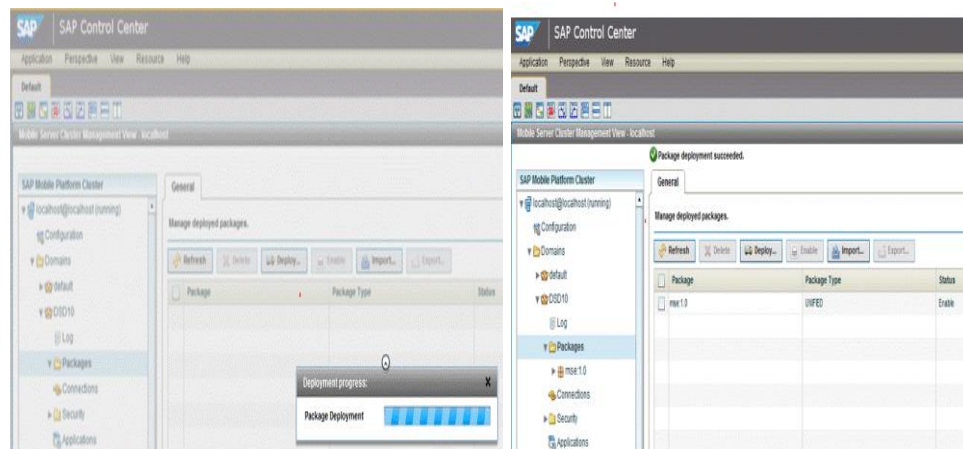 SAP SAP Control Center
Application Perspective View Resource Help
Default
Mobile Server Cluster Management View - localhost
SAP Mobile Platform Cluster
General
localhost@localhost (running)
Manage deployed packages.
Configuration
Refresh Delete Deploy... Enable Import... Export...
Domains
default
Package Package Type Status
DSD10
Log
Packages
Connections
Security
Applications
Deployment progress: X
Package Deployment
SAP SAP Control Center
Application Perspective View Resource Help
Default
Mobile Server Cluster Management View - localhost
Package deployment succeeded.
SAP Mobile Platform Cluster
General
localhost@localhost (running)
Manage deployed packages.
Configuration
Refresh Delete Deploy... Enable Import... Export...
Domains
default
Package Package Type Status
DSD10
mse:1.0 UNIFIED Enable
Log
Packages
mse:1.0
Connections
Security
Applications